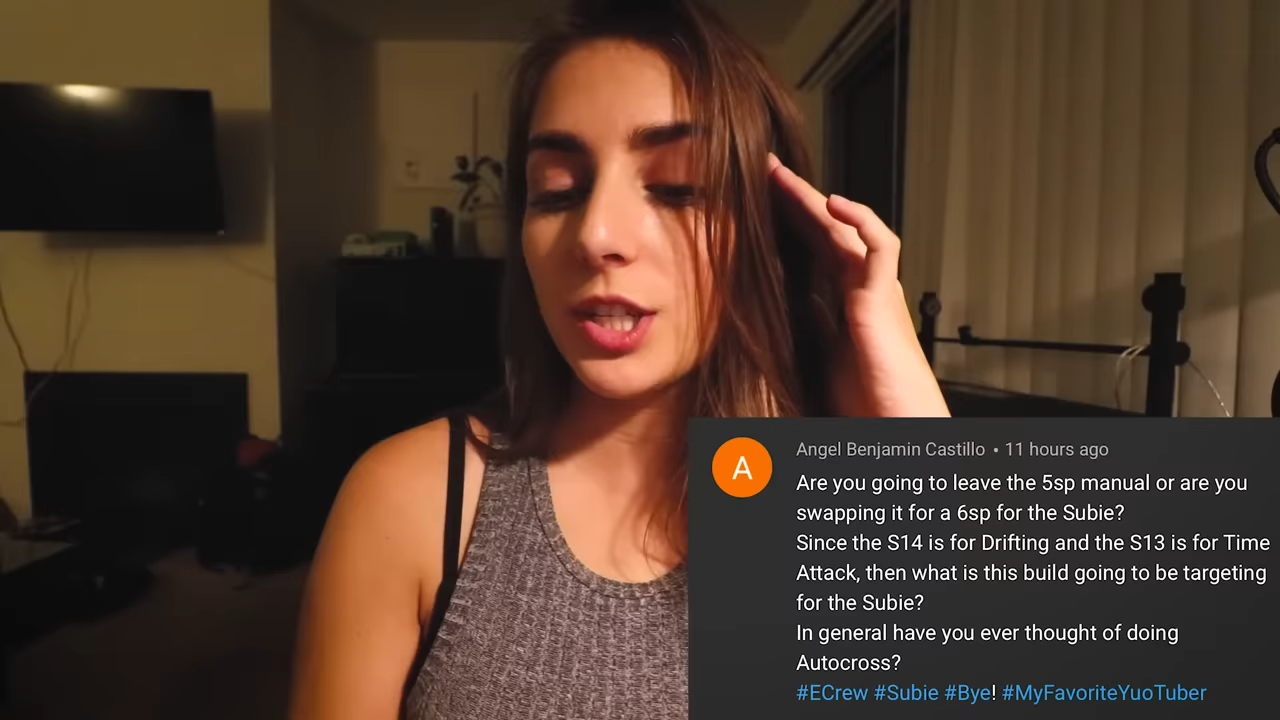 A
Angel Benjamin Castillo • 11 hours ago
Are you going to leave the 5sp manual or are you
swapping it for a 6sp for the Subie?
Since the S14 is for Drifting and the S13 is for Time
Attack, then what is this build going to be targeting
for the Subie?
In general have you ever thought of doing
Autocross?
#ECrew #Subie #Bye! #MyFavoriteYuoTuber